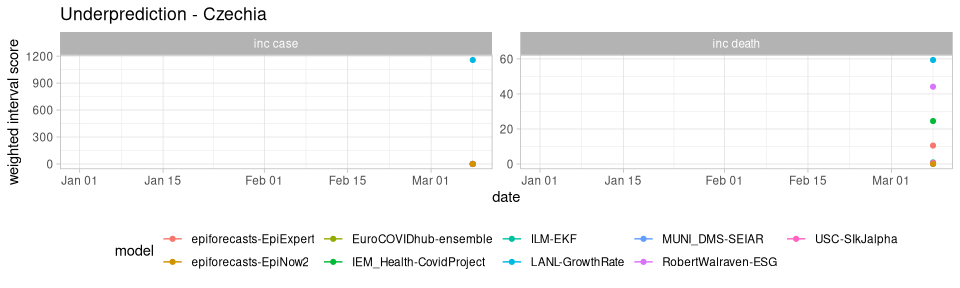 Underprediction - Czechia
inc case
inc death
weighted interval score
1200
900
600
300
0
60
40
20
0
Jan 01 Jan 15 Feb 01 Feb 15 Mar 01
Jan 01 Jan 15 Feb 01 Feb 15 Mar 01
date
model
epiforecasts-EpiExpert EuroCOVIDhub-ensemble ILM-EKF MUNI_DMS-SEIAR USC-SIkJalpha
epiforecasts-EpiNow2 IEM_Health-CovidProject LANL-GrowthRate RobertWalraven-ESG